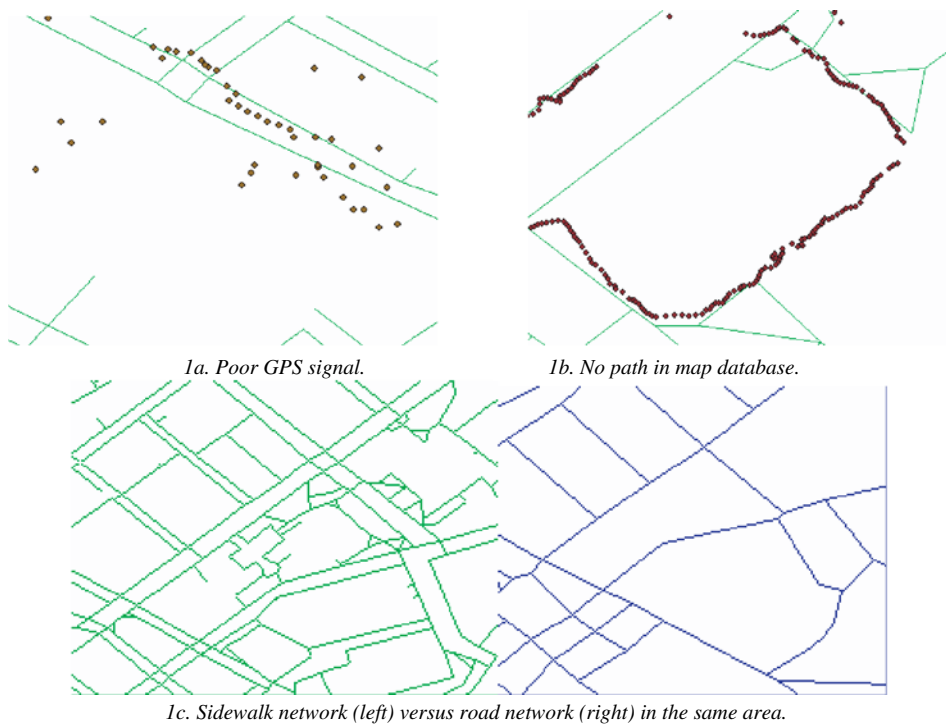 1a. Poor GPS signal.
1b. No path in map database.
1c. Sidewalk network (left) versus road network (right) in the same area.